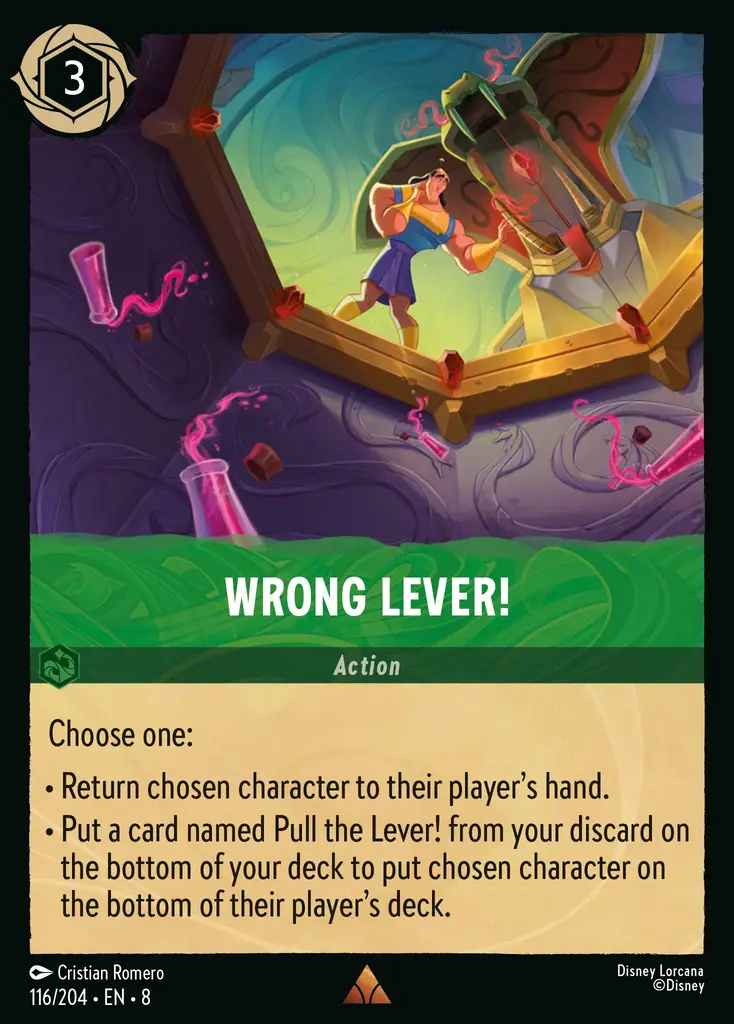 3
WRONG LEVER!
Action
Choose one:
• Return chosen character to their player's hand.
• Put a card named Pull the Lever! from your discard on
the bottom of your deck to put chosen character on
the bottom of their player's deck.
Cristian Romero
116/204 • EN • 8
Disney Lorcana
©Disney